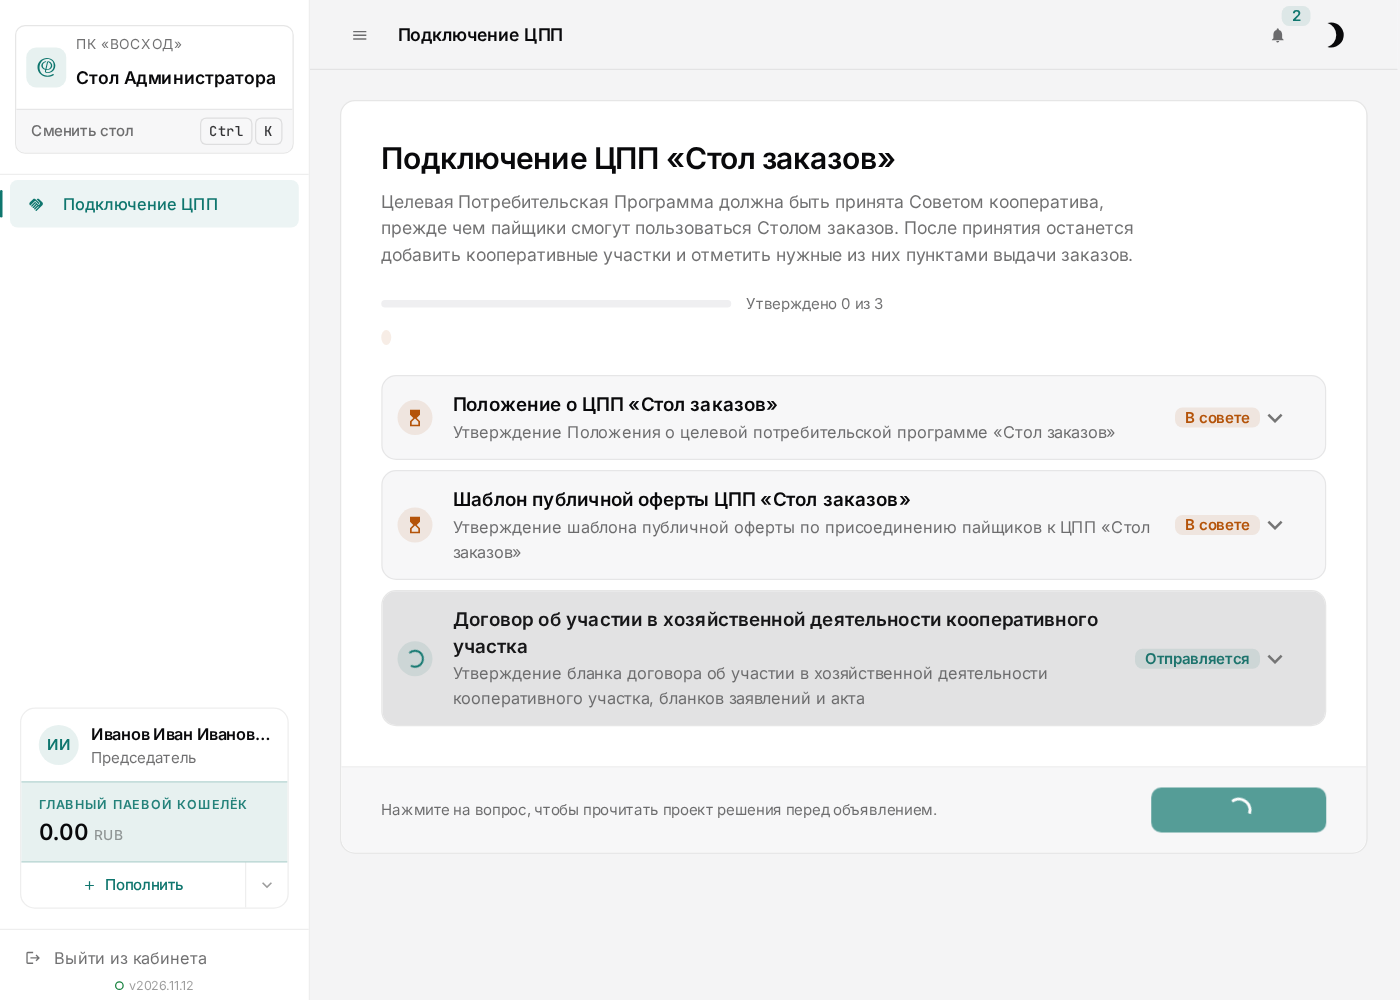 ПК «ВОСХОД»
Стол Администратора
Сменить стол
Ctrl K
Подключение ЦПП
Иванов Иван Иванов...
ИИ
Председатель
ГЛАВНЫЙ ПАЕВОЙ КОШЕЛЁК
0.00 RUB
+ Пополнить
Выйти из кабинета
v2026.11.12
Подключение ЦПП
2
Подключение ЦПП «Стол заказов»
Целевая Потребительская Программа должна быть принята Советом кооператива,
прежде чем пайщики смогут пользоваться Столом заказов. После принятия останется
добавить кооперативные участки и отметить нужные из них пунктами выдачи заказов.
Утверждено 0 из 3
Положение о ЦПП «Стол заказов»
Утверждение Положения о целевой потребительской программе «Стол заказов»
В совете
Шаблон публичной оферты ЦПП «Стол заказов»
Утверждение шаблона публичной оферты по присоединению пайщиков к ЦПП «Стол
заказов»
В совете
Договор об участии в хозяйственной деятельности кооперативного
участка
Утверждение бланка договора об участии в хозяйственной деятельности
кооперативного участка, бланков заявлений и акта
Отправляется
Нажмите на вопрос, чтобы прочитать проект решения перед объявлением.